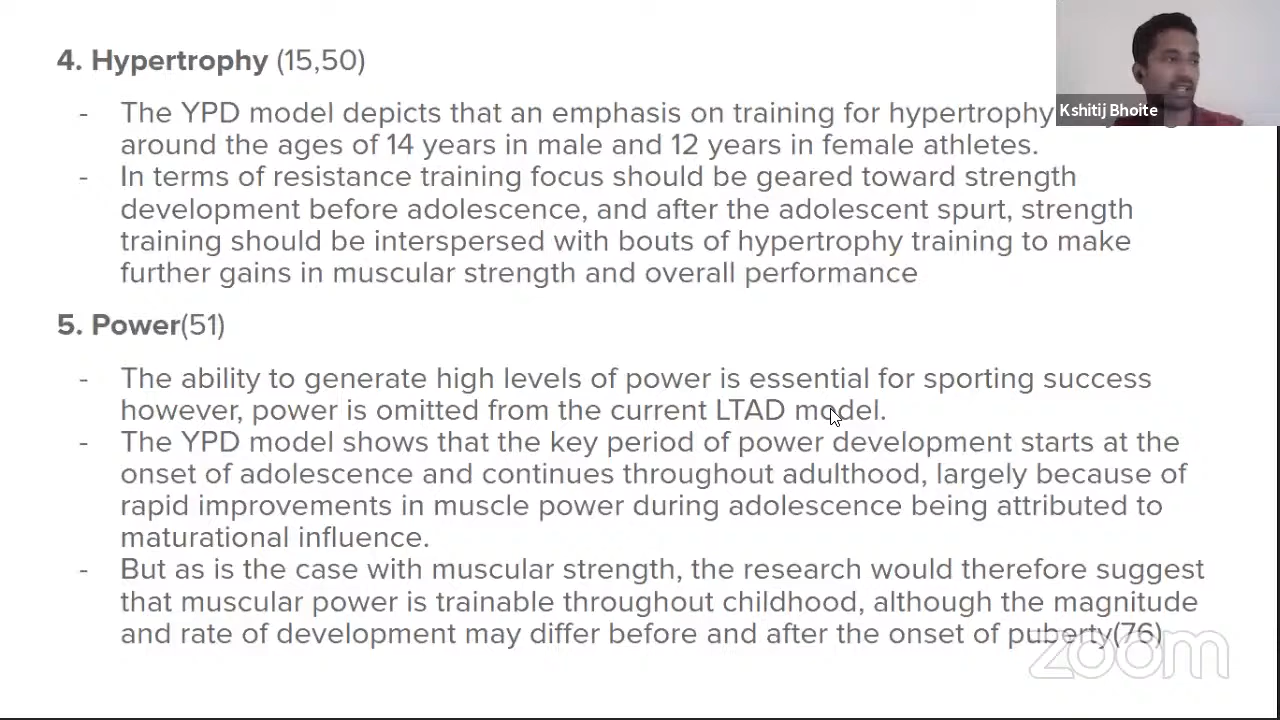 4. Hypertrophy (15,50)
- The YPD model depicts that an emphasis on training for hypertrophy
around the ages of 14 years in male and 12 years in female athletes.
- In terms of resistance training focus should be geared toward strength
development before adolescence, and after the adolescent spurt, strength
training should be interspersed with bouts of hypertrophy training to make
further gains in muscular strength and overall performance
5. Power(51)
- The ability to generate high levels of power is essential for sporting success
however, power is omitted from the current LTAD model.
- The YPD model shows that the key period of power development starts at the
onset of adolescence and continues throughout adulthood, largely because of
rapid improvements in muscle power during adolescence being attributed to
maturational influence.
- But as is the case with muscular strength, the research would therefore suggest
that muscular power is trainable throughout childhood, although the magnitude
and rate of development may differ before and after the onset of puberty(76)
Kshitij Bhoite
zoom